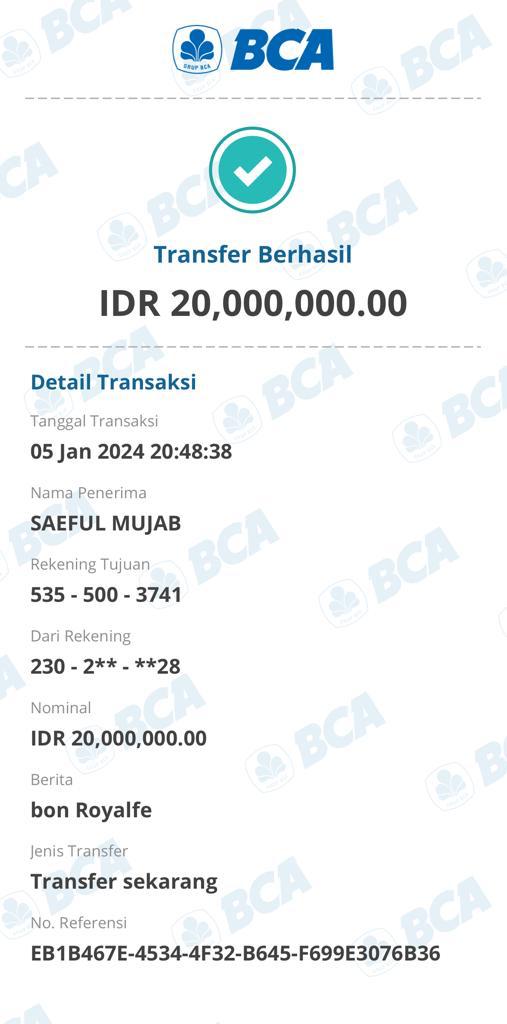 GRUP BCA
BCA
Transfer Berhasil
IDR 20,000,000.00
Detail Transaksi
Tanggal Transaksi
05 Jan 2024 20:48:38
Nama Penerima
SAEFUL MUJAB
Rekening Tujuan
535 - 500 - 3741
Dari Rekening
230 - 2** - **28
Nominal
IDR 20,000,000.00
Berita
bon Royalfe
Jenis Transfer
Transfer sekarang
No. Referensi
EB1B467E-4534-4F32-B645-F699E3076B36